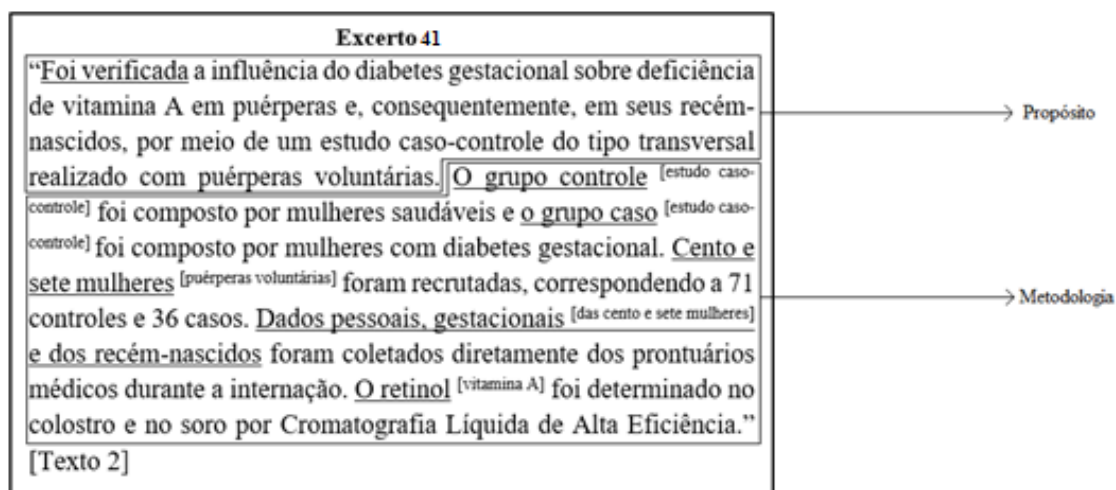 Excerto 41
“Foi verificada a influência do diabetes gestacional sobre deficiência
de vitamina A em puérperas e, consequentemente, em seus recém-
nascidos, por meio de um estudo caso-controle do tipo transversal
realizado com puérperas voluntárias. O grupo controle [estudo caso-
controle] foi composto por mulheres saudáveis e o grupo caso [estudo caso-
controle] foi composto por mulheres com diabetes gestacional. Cento e
sete mulheres [puérperas voluntárias] foram recrutadas, correspondendo a 71
controles e 36 casos. Dados pessoais, gestacionais [das cento e sete mulheres]
e dos recém-nascidos foram coletados diretamente dos prontuários
médicos durante a internação. O retinol [vitamina A] foi determinado no
colostro e no soro por Cromatografia Líquida de Alta Eficiência.”
[Texto 2]
Propósito
Metodologia